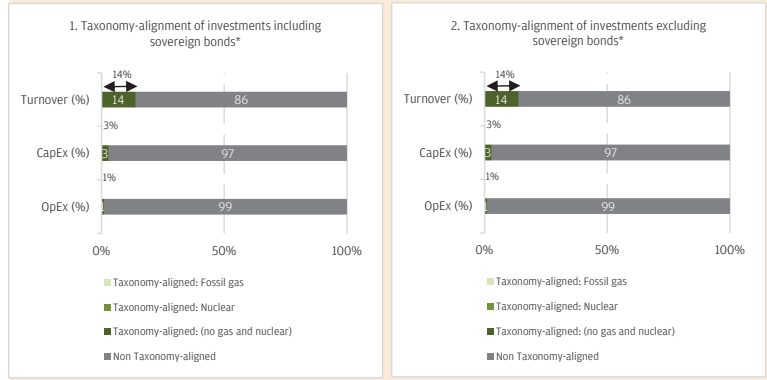 1. Taxonomy-alignment of investments including
sovereign bonds*
14%
Turnover (%)
14
86
3%
CapEx (%)
3
97
1%
OpEx (%)
1
99
0%
50%
100%
Taxonomy-aligned: Fossil gas
Taxonomy-aligned: Nuclear
Taxonomy-aligned: (no gas and nuclear)
Non Taxonomy-aligned
2. Taxonomy-alignment of investments excluding
sovereign bonds*
14%
Turnover (%)
14
86
3%
CapEx (%)
3
97
1%
OpEx (%)
1
99
0%
50%
100%
Taxonomy-aligned: Fossil gas
Taxonomy-aligned: Nuclear
Taxonomy-aligned: (no gas and nuclear)
Non Taxonomy-aligned